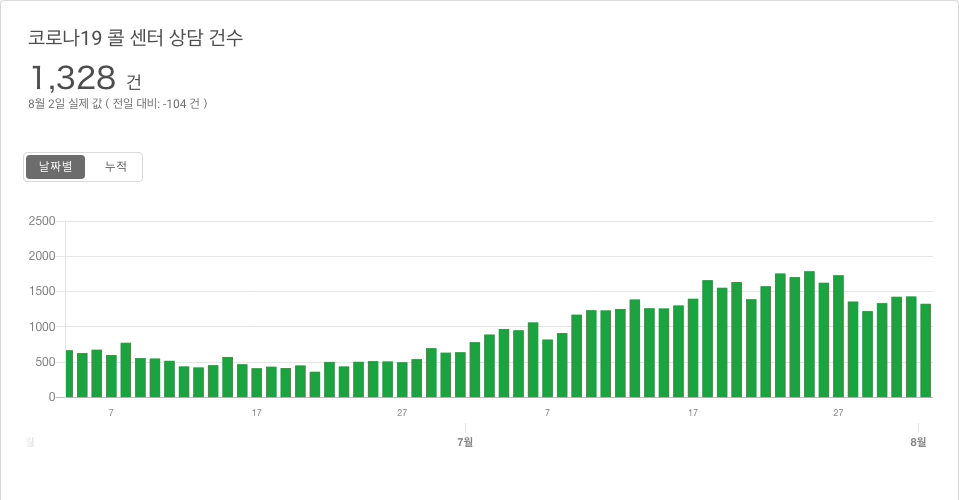 코로나19 콜 센터 상담 건수
1,328 건
8월 2일 실제 값 ( 전일 대비: -104 건 )
날짜별 누적
2500
2000
1500
1000
500
0
7 17 27 7 17 27
월 7월 8월